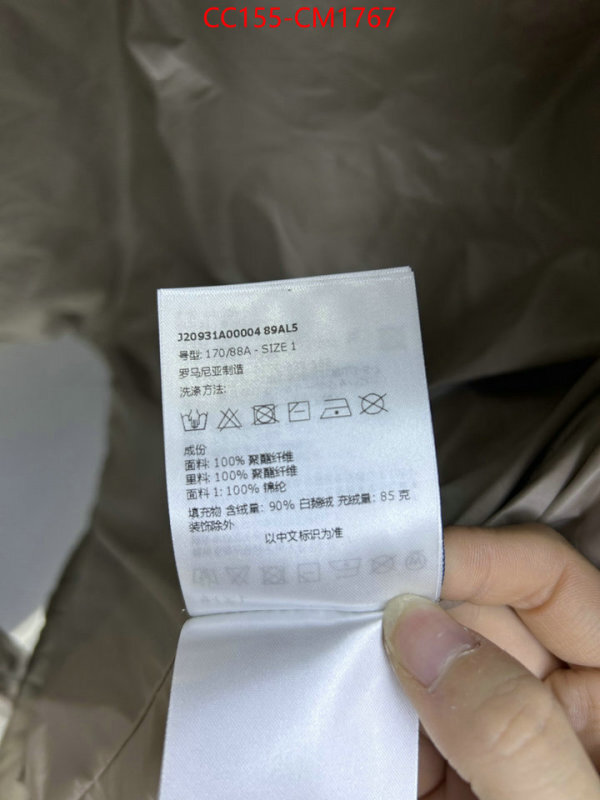 CC155-CM1767
J20931A00004 89AL5
号型: 170/88A - SIZE 1
罗马尼亚制造
洗涤方法:
成份
面料: 100% 聚酯纤维
里料: 100% 聚酯纤维
面料 1: 100% 锦纶
填充物 含绒量: 90% 白鹅绒 充绒量: 85 克
装饰除外
以中文标识为准